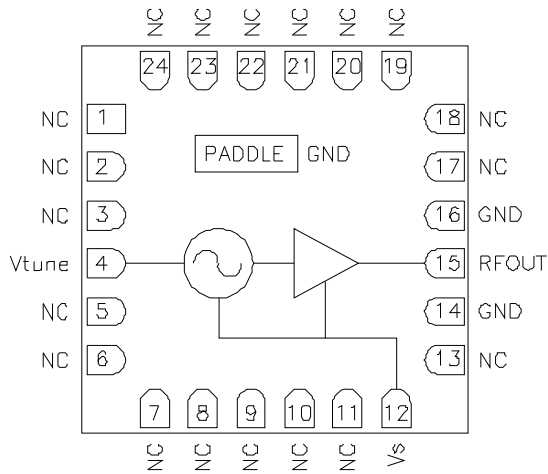 NC NC NC NC NC NC
24 23 22 21 20 19
NC 1 18 NC
PADDLE GND
NC 2 17 NC
NC 3 16 GND
Vtune 4 15 RFOUT
NC 5 14 GND
NC 6 13 NC
7 8 9 10 11 12
NC NC NC NC NC Vs